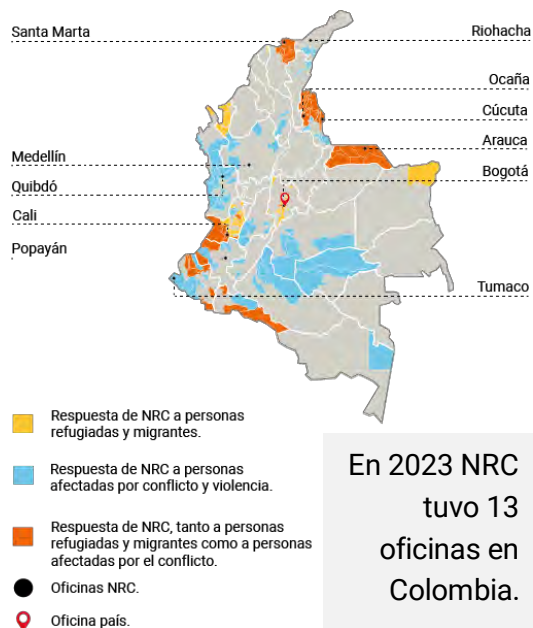 Santa Marta
Riohacha
Ocaña
Cúcuta
Arauca
Medellín
Bogotá
Quibdó
Cali
Popayán
Tumaco
Respuesta de NRC a personas
refugiadas y migrantes.
Respuesta de NRC a personas
afectadas por conflicto y violencia.
Respuesta de NRC, tanto a personas
refugiadas y migrantes como a personas
afectadas por el conflicto.
Oficinas NRC.
Oficina país.
En 2023 NRC
tuvo 13
oficinas en
Colombia.